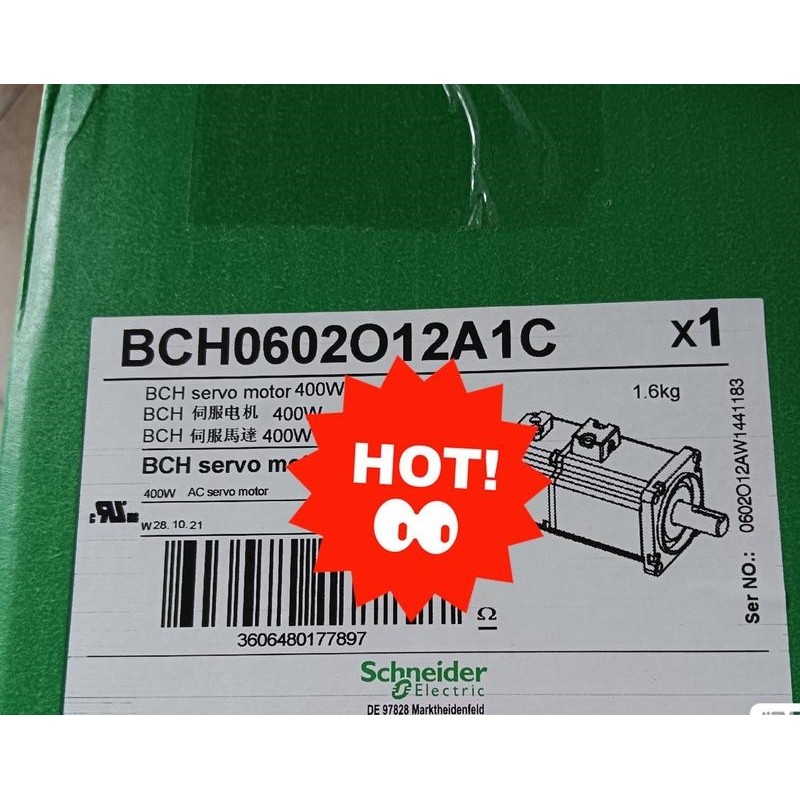 BCH0602O12A1C
x1
BCH servo motor 400W
1.6kg
BCH 伺服电机 400W
BCH 伺服馬達 400W
BCH servo mo
400W AC servo motor
W 28.10.21
HOT!
3606480177897
Ω
Schneider
Electric
DE 97828 Marktheidenfeld
Ser NO.: 0602O12AW1441183